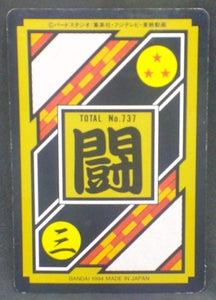 ©バードスタジオ・集英社・フジテレビ・東映動画
TOTAL No.737
闘
三
BANDAI 1994 MADE IN JAPAN